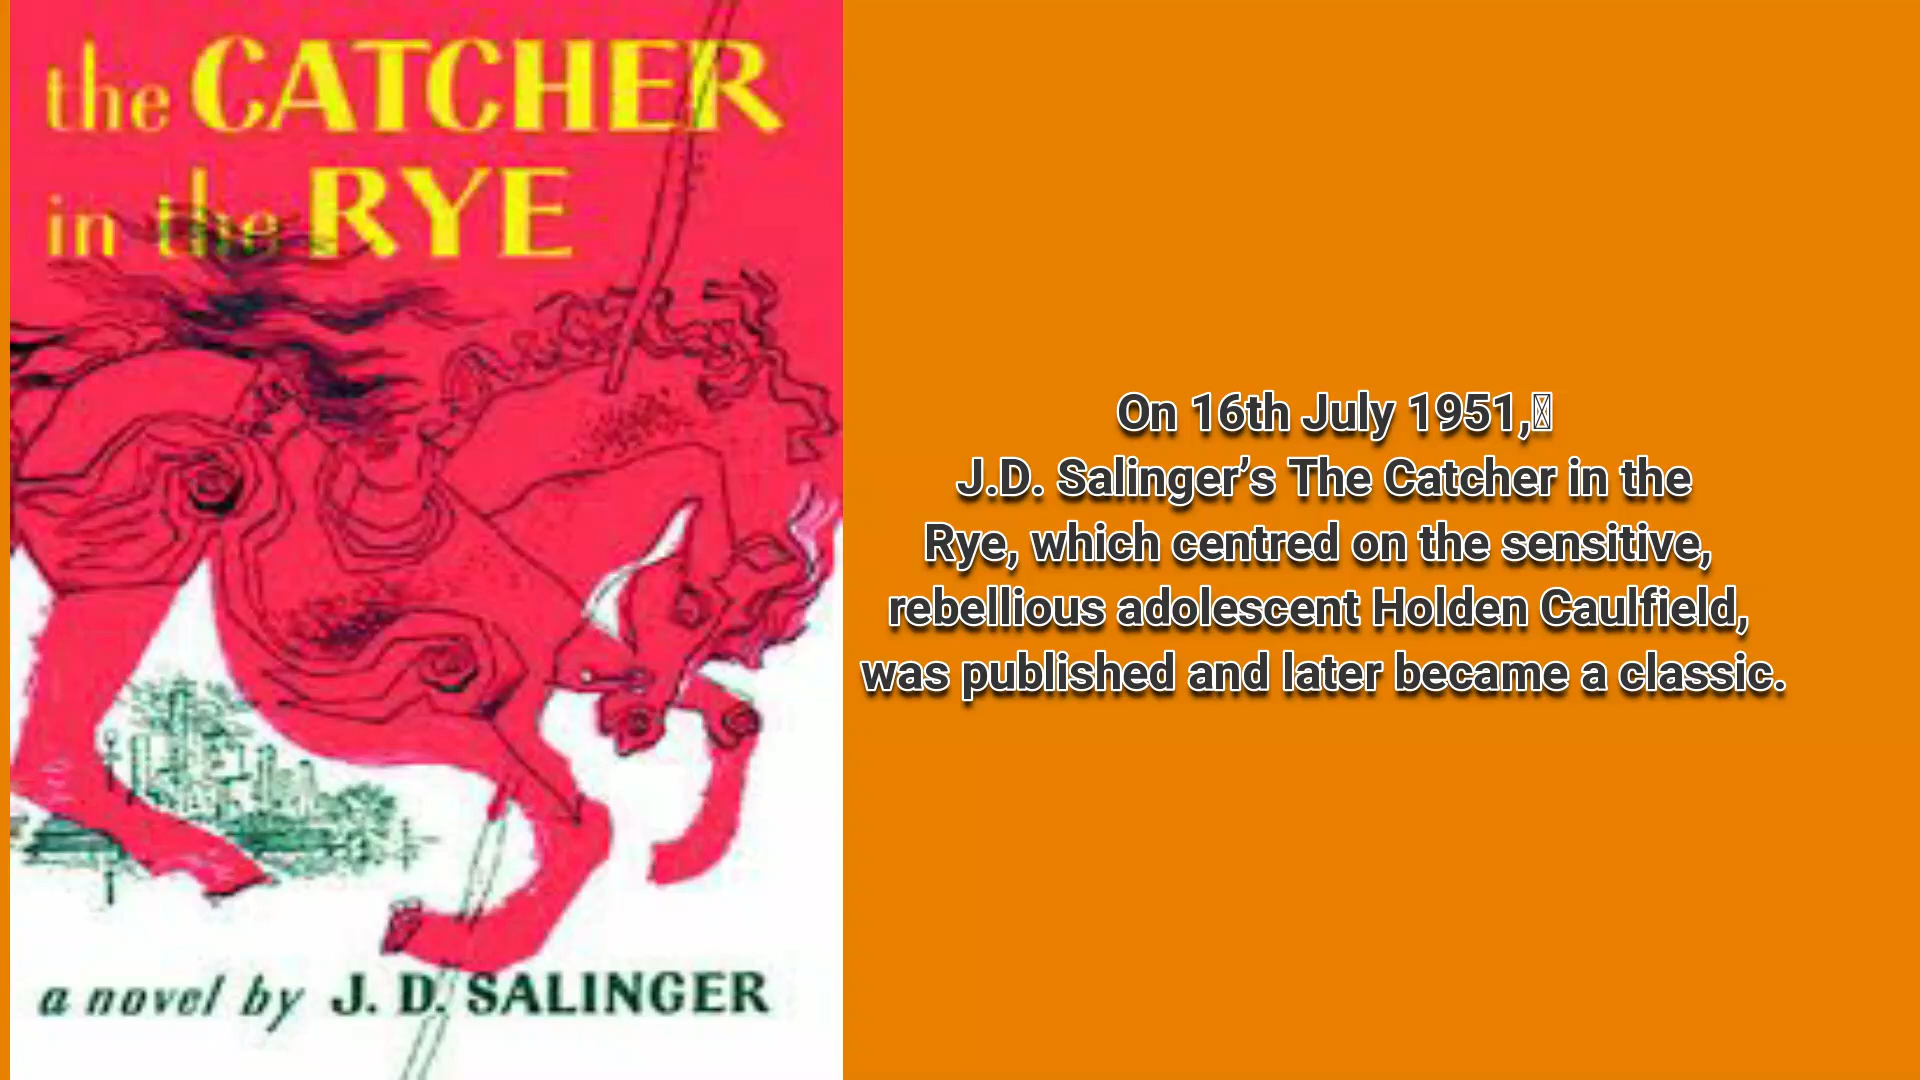 the CATCHER
in the RYE
a novel by J. D. SALINGER
On 16th July 1951,
J.D. Salinger’s The Catcher in the
Rye, which centred on the sensitive,
rebellious adolescent Holden Caulfield,
was published and later became a classic.